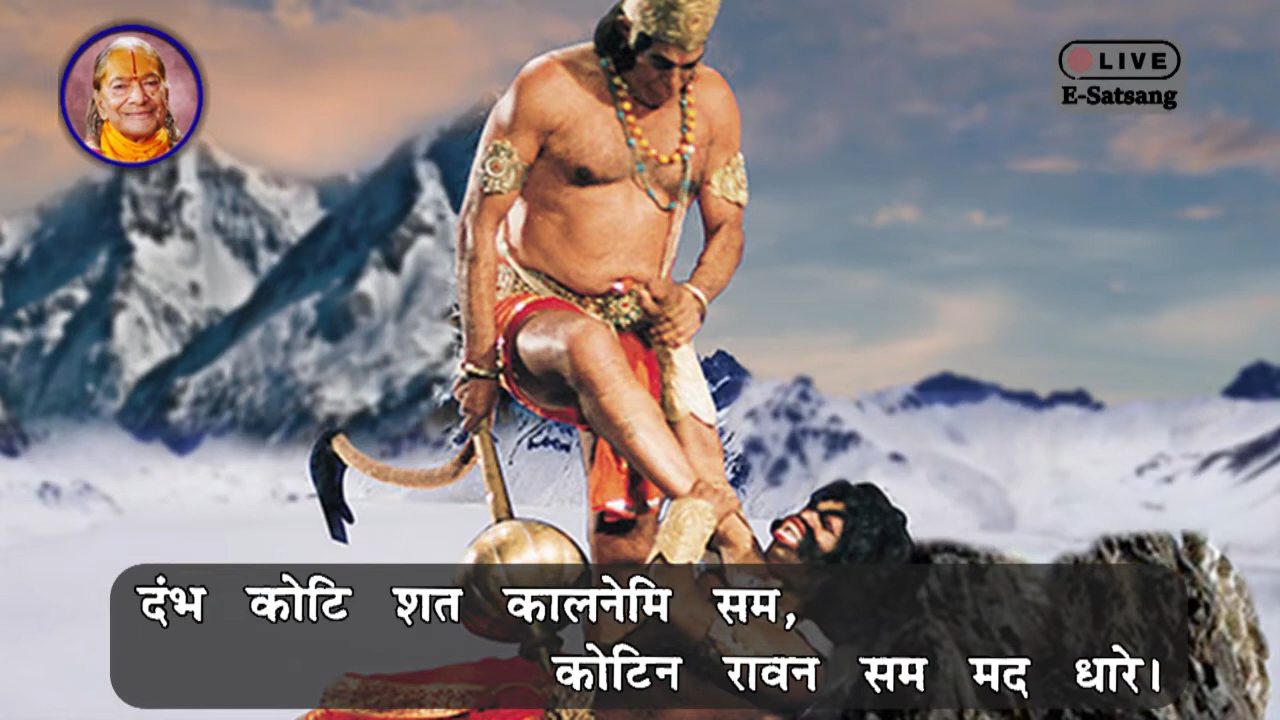 LIVE
E-Satsang
दंभ कोटि शत कालनेमि सम,
कोटिन रावन सम मद धारे।